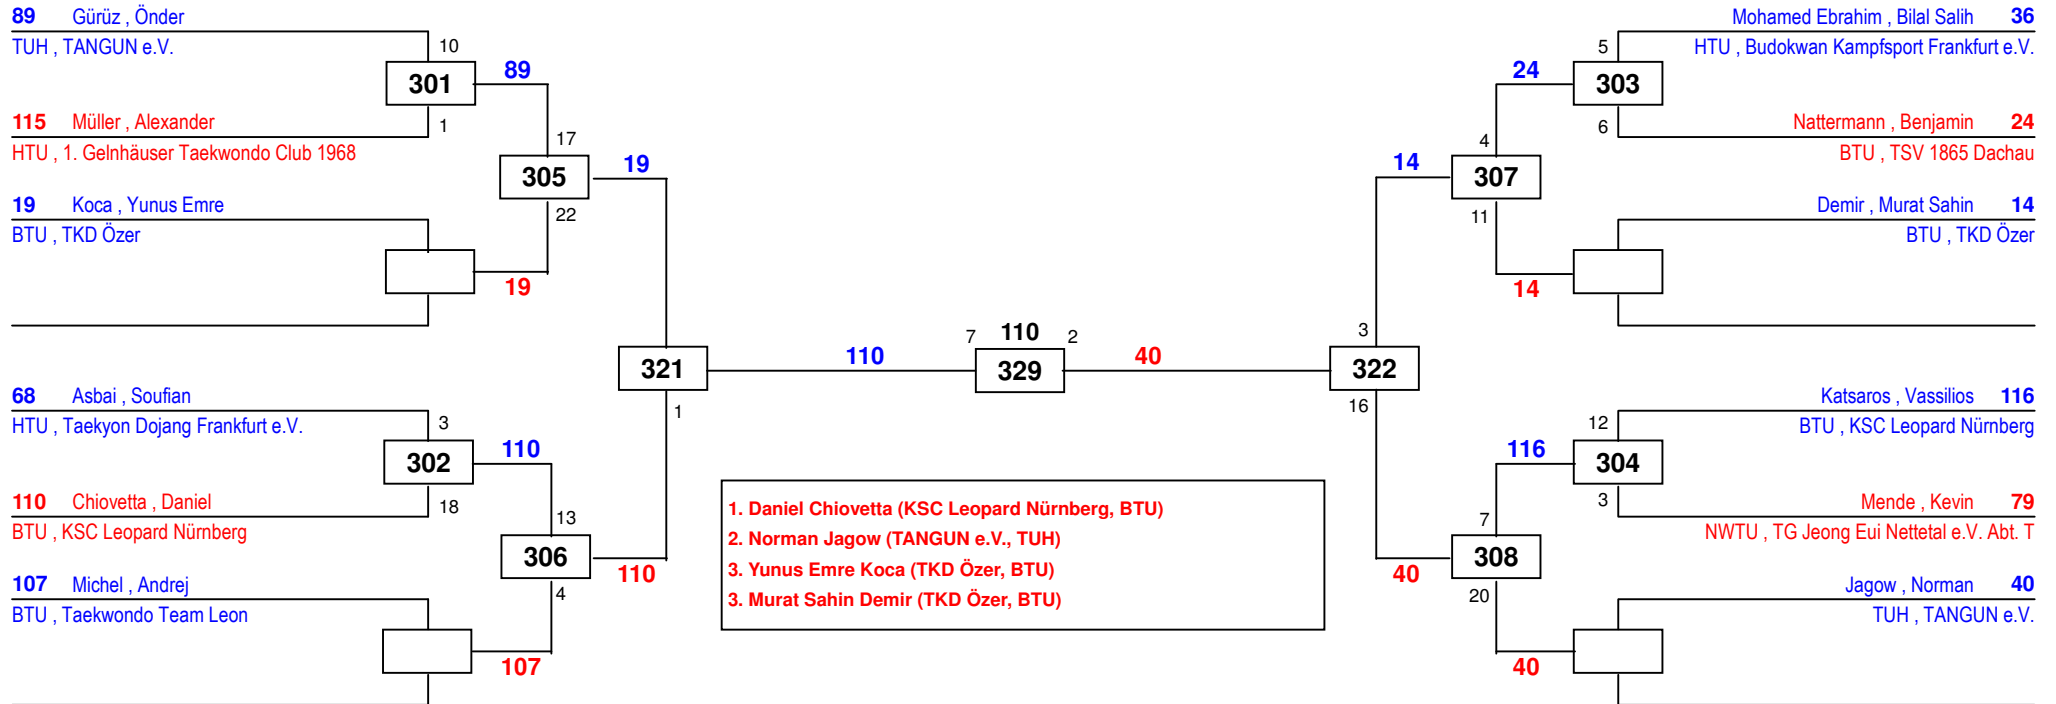 89 Gürüz , Önder
TUH , TANGUN e.V.
10
301
89
115 Müller , Alexander
1
HTU , 1. Gelnhäuser Taekwondo Club 1968
17
305
19
19 Koca , Yunus Emre
22
BTU , TKD Özer
19
321
110
1
68 Asbai , Soufian
HTU , Taekyon Dojang Frankfurt e.V.
3
302
110
110 Chiovetta , Daniel
18
BTU , KSC Leopard Nürnberg
13
306
110
107 Michel , Andrej
4
BTU , Taekwondo Team Leon
107
7 110 2
329
40
1. Daniel Chiovetta (KSC Leopard Nürnberg, BTU)
2. Norman Jagow (TANGUN e.V., TUH)
3. Yunus Emre Koca (TKD Özer, BTU)
3. Murat Sahin Demir (TKD Özer, BTU)
Mohamed Ebrahim , Bilal Salih 36
5
HTU , Budokwan Kampfsport Frankfurt e.V.
24
303
6
Nattermann , Benjamin 24
BTU , TSV 1865 Dachau
4
14
307
11
Demir , Murat Sahin 14
BTU , TKD Özer
14
3
322
16
Katsaros , Vassilios 116
12
BTU , KSC Leopard Nürnberg
116
304
3
Mende , Kevin 79
NWTU , TG Jeong Eui Nettetal e.V. Abt. T
7
308
40
20
Jagow , Norman 40
TUH , TANGUN e.V.
40